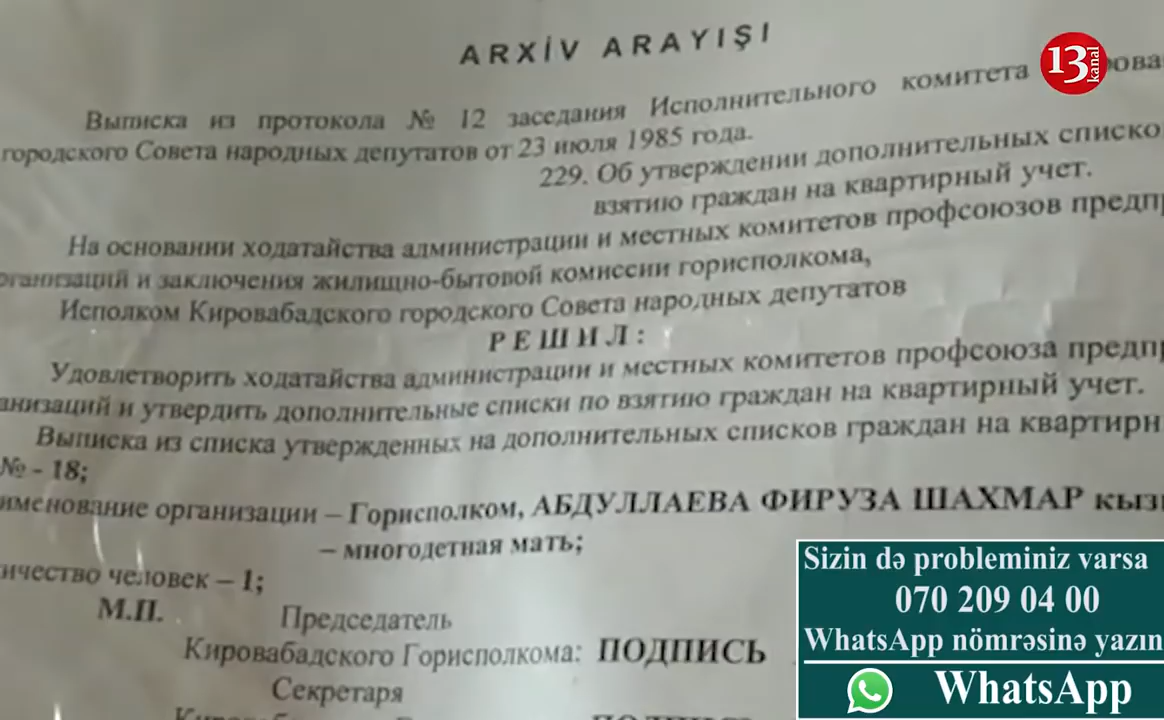 ARXİV ARAYIŞI
13 kanal
Выписка из протокола № 12 заседания Исполнительного комитета
городского Совета народных депутатов от 23 июля 1985 года.
229. Об утверждении дополнительных списко
взятию граждан на квартирный учет.
На основании ходатайства администрации и местных комитетов профсоюзов предпр
рганизаций и заключения жилищно-бытовой комиссии горисполкома,
Исполком Кировабадского городского Совета народных депутатов
РЕШИЛ:
Удовлетворить ходатайства администрации и местных комитетов профсоюза предпр
анизаций и утвердить дополнительные списки по взятию граждан на квартирный учет.
Выписка из списка утвержденных на дополнительных списков граждан на квартирн
№ - 18;
именование организации – Горисполком, АБДУЛЛАЕВА ФИРУЗА ШАХМАР кызы
– многодетная мать;
ичество человек – 1;
М.П. Председатель
Кировабадского Горисполкома: ПОДПИСЬ
Секретаря
Sizin də probleminiz varsa
070 209 04 00
WhatsApp nömrəsinə yazın
WhatsApp